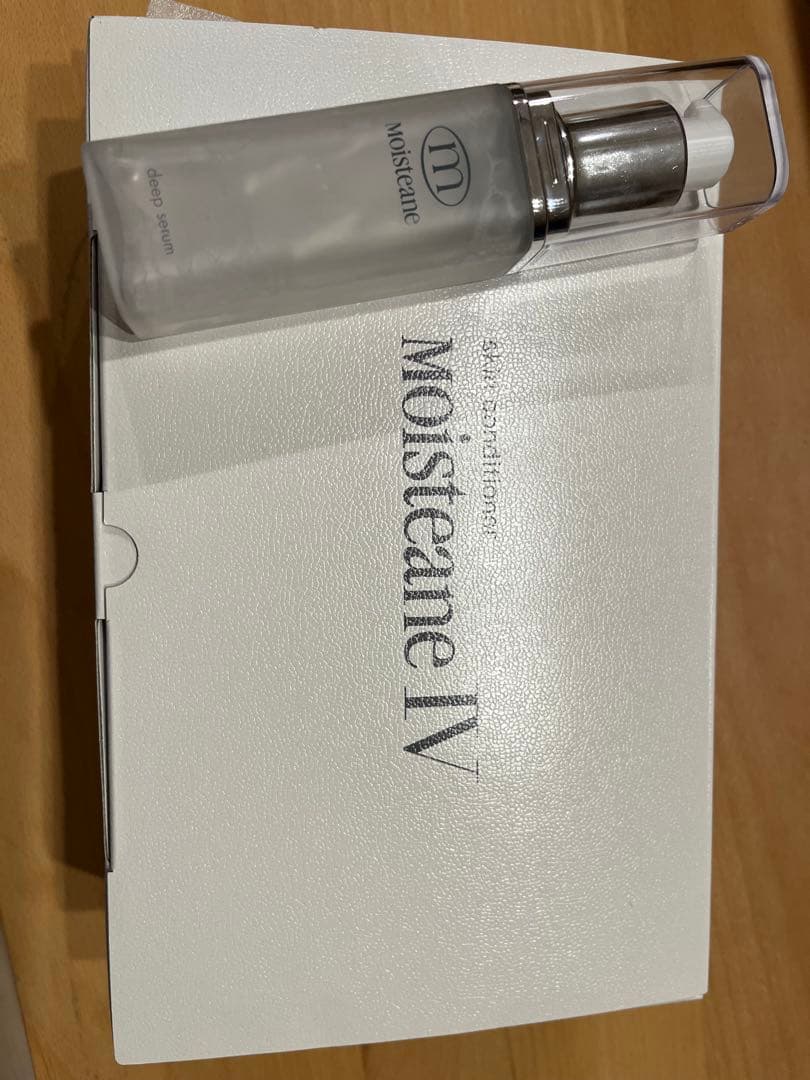 m
Moisteane
deep serum
skin conditioner
Moisteane IV